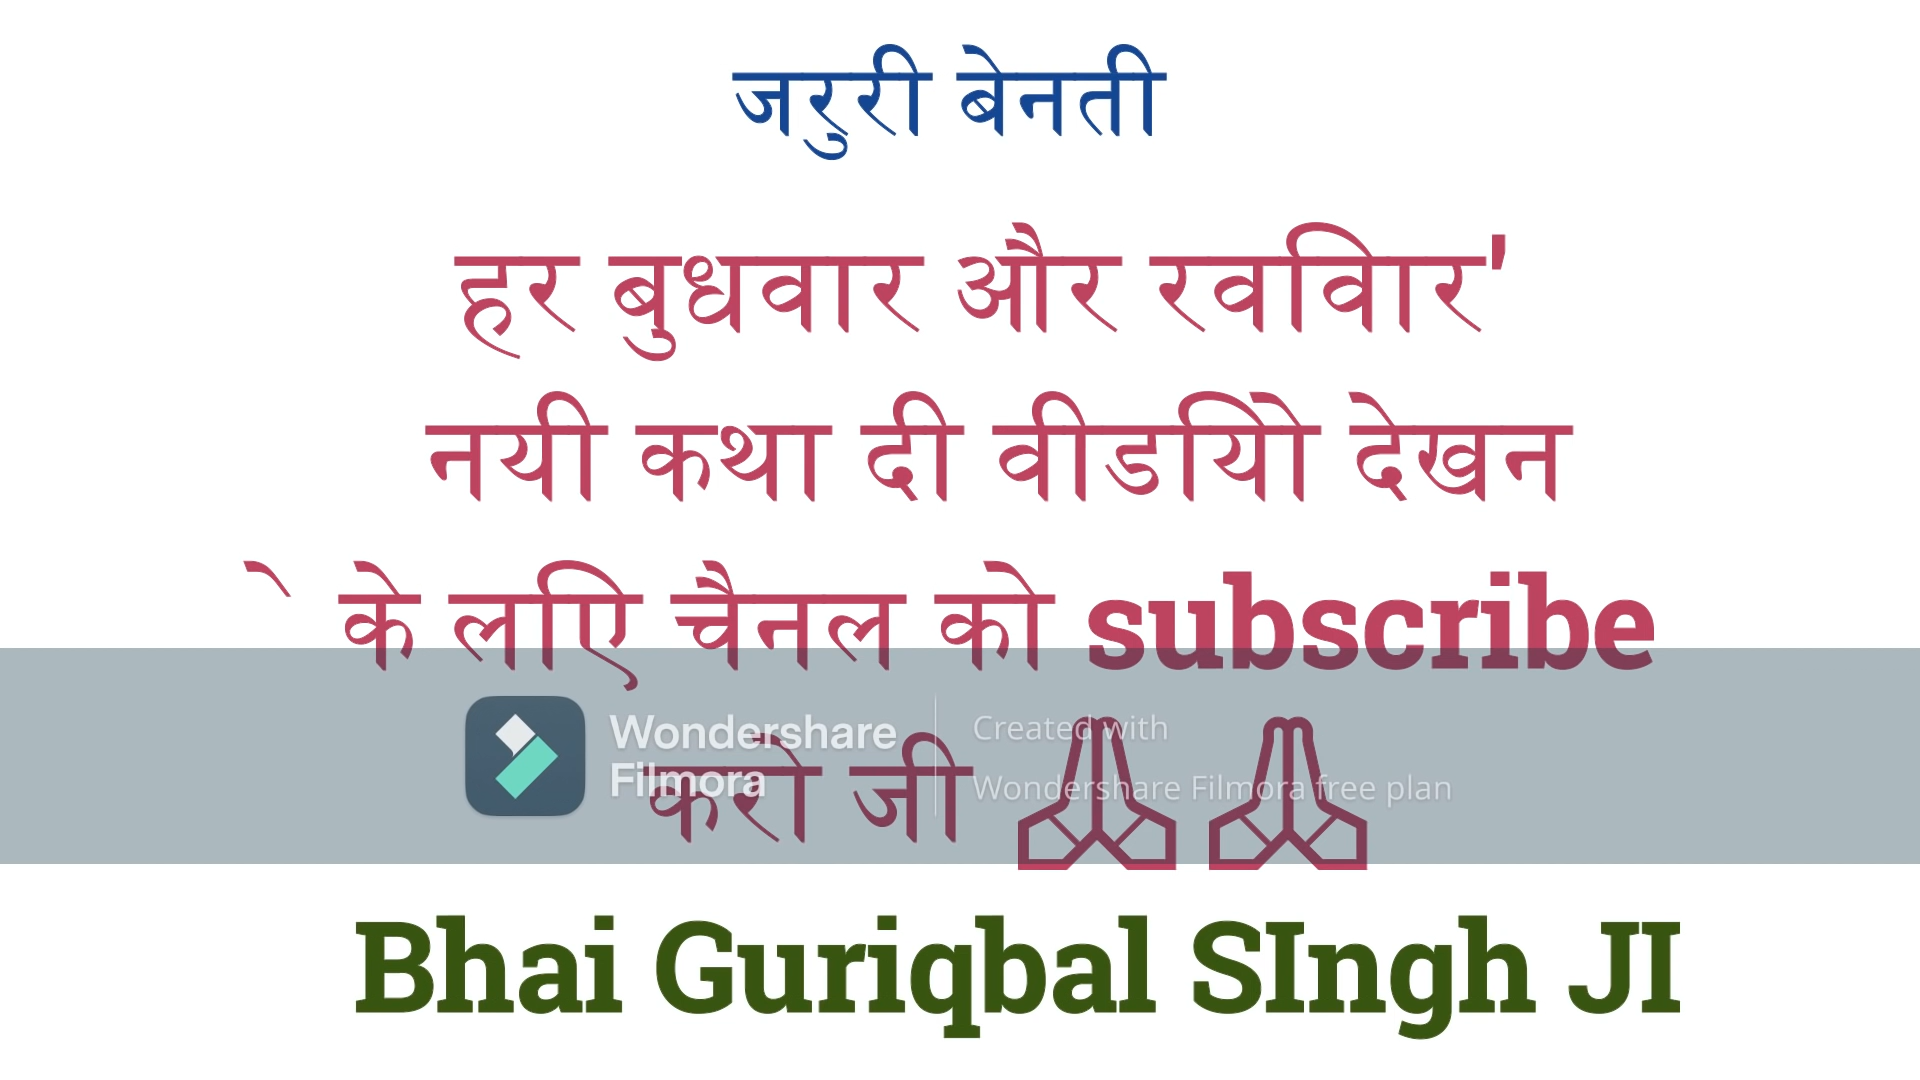 जरुरी बेनती
हर बुधवार और रविवार'
नयी कथा दी वीडियो देखन
े के लिए चैनल को subscribe
करो जी 🙏 🙏
Wondershare
Filmora
Created with
Wondershare Filmora free plan
Bhai Guriqbal SIngh JI